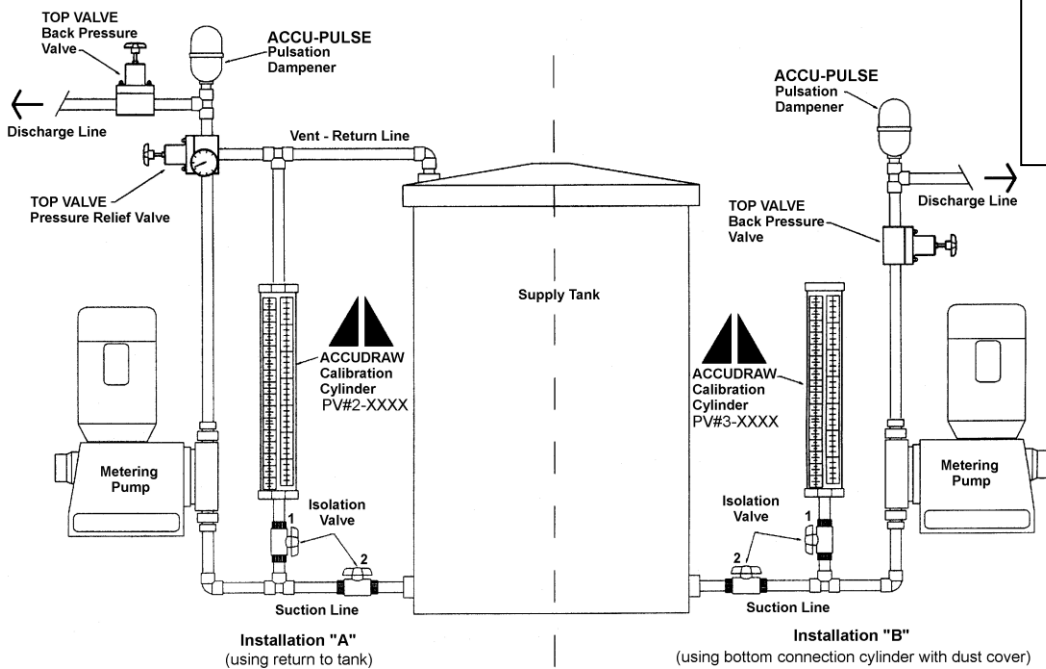 TOP VALVE
Back Pressure
Valve
ACCU-PULSE
Pulsation
Dampener
Discharge Line
Vent - Return Line
TOP VALVE
Pressure Relief Valve
ACCUDRAW
Calibration
Cylinder
PV#2-XXXX
Metering
Pump
1
Isolation
Valve
2
Suction Line
Installation "A"
(using return to tank)
Supply Tank
ACCU-PULSE
Pulsation
Dampener
Discharge Line
TOP VALVE
Back Pressure
Valve
ACCUDRAW
Calibration
Cylinder
PV#3-XXXX
Metering
Pump
Isolation
Valve
1
2
Suction Line
Installation "B"
(using bottom connection cylinder with dust cover)